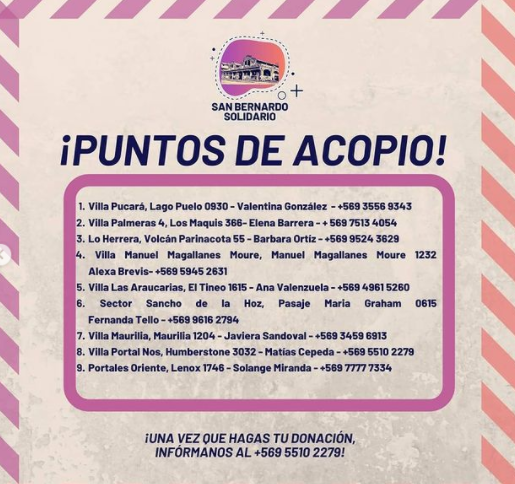 SAN BERNARDO
SOLIDARIO
¡PUNTOS DE ACOPIO!
1. Villa Pucará, Lago Puelo 0930 - Valentina González - +569 3556 9343
2. Villa Palmeras 4, Los Maquis 366- Elena Barrera - + 569 7513 4054
3. Lo Herrera, Volcán Parinacota 55 - Barbara Ortiz - +569 9524 3629
4. Villa Manuel Magallanes Moure, Manuel Magallanes Moure 1232
Alexa Brevis- +569 5945 2631
5. Villa Las Araucarias, El Tineo 1615 - Ana Valenzuela - +569 4961 5260
6. Sector Sancho de la Hoz, Pasaje Maria Graham 0615
Fernanda Tello - +569 9616 2794
7. Villa Maurilia, Maurilia 1204 - Javiera Sandoval - +569 3459 6913
8. Villa Portal Nos, Humberstone 3032 - Matías Cepeda - +569 5510 2279
9. Portales Oriente, Lenox 1746 - Solange Miranda - +569 7777 7334
¡UNA VEZ QUE HAGAS TU DONACIÓN,
INFÓRMANOS AL +569 5510 2279!